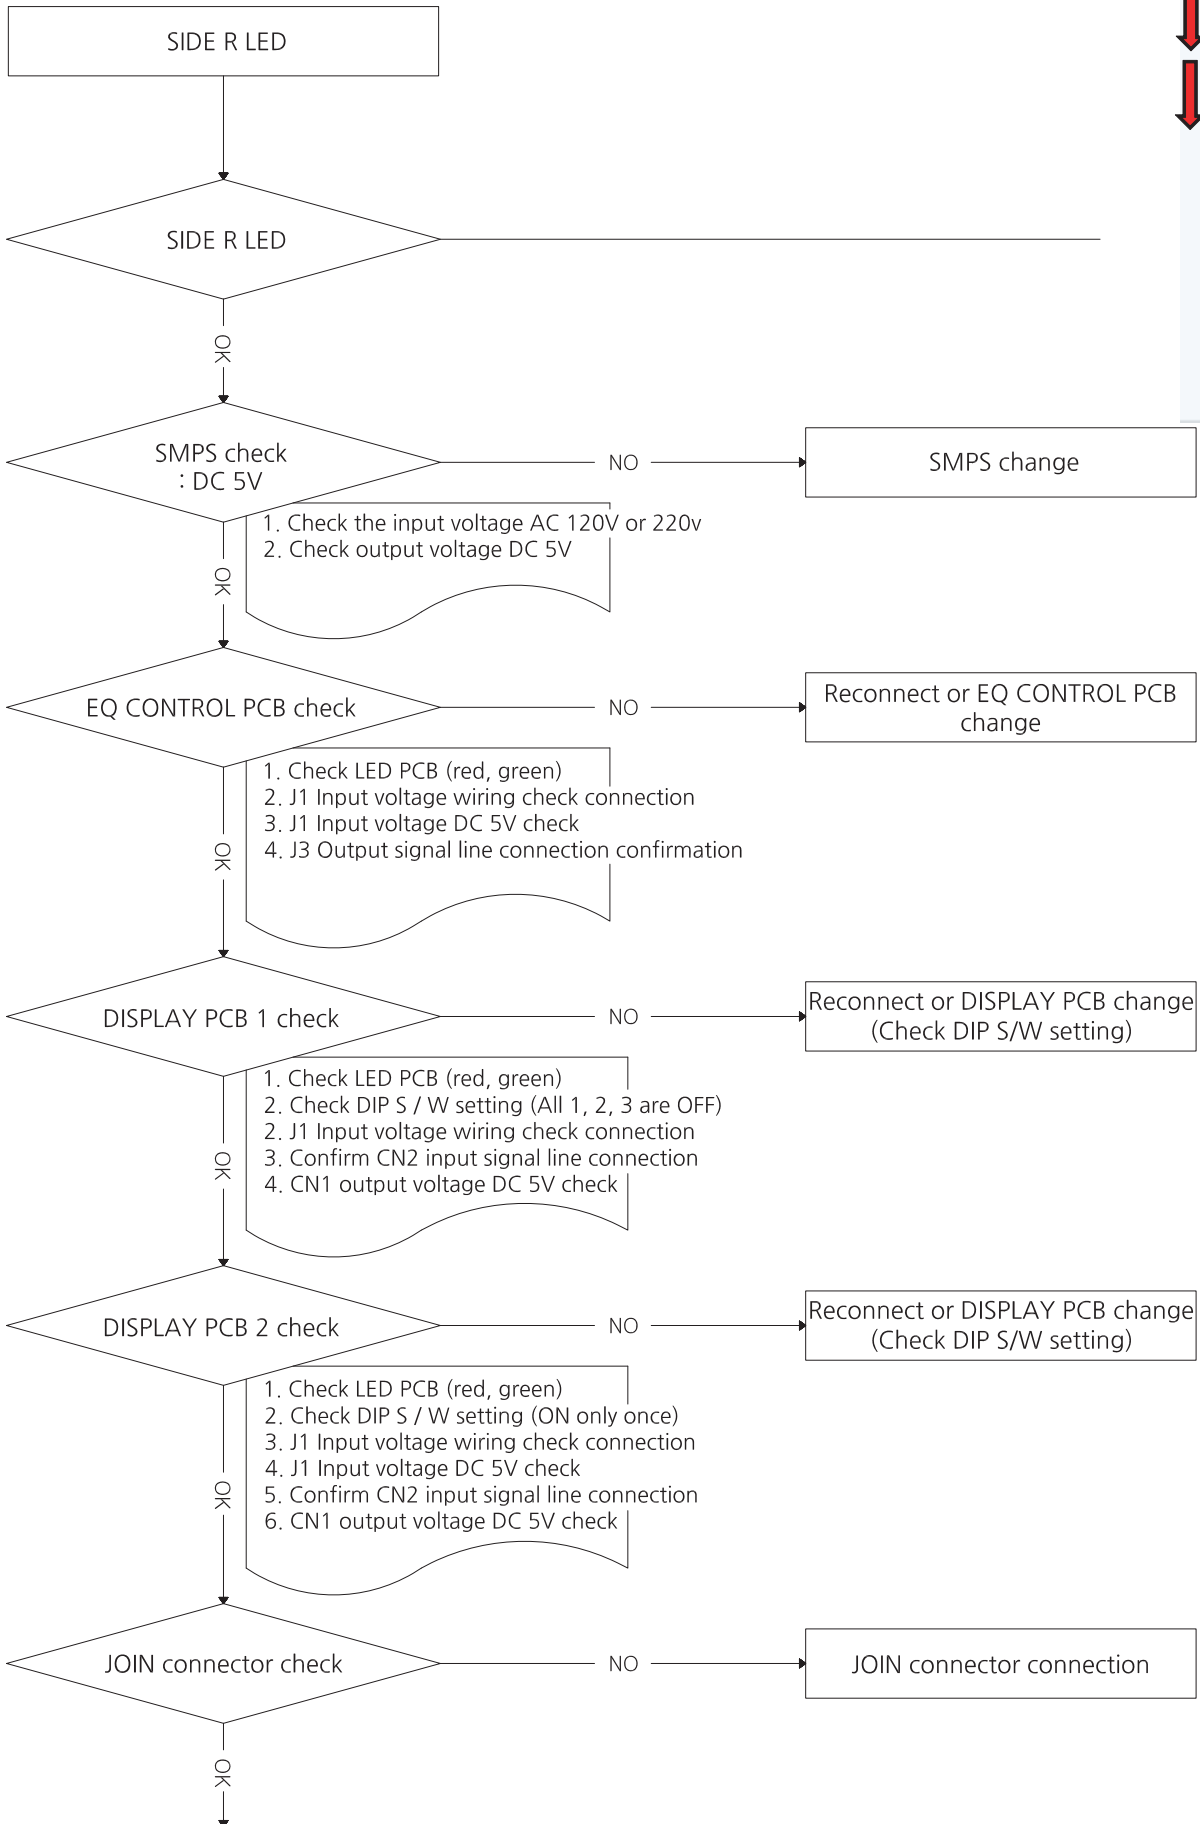 SIDE R LED
SIDE R LED
OK
SMPS check
: DC 5V
NO
SMPS change
1. Check the input voltage AC 120V or 220v
2. Check output voltage DC 5V
OK
EQ CONTROL PCB check
NO
Reconnect or EQ CONTROL PCB
change
1. Check LED PCB (red, green)
2. J1 Input voltage wiring check connection
3. J1 Input voltage DC 5V check
4. J3 Output signal line connection confirmation
OK
DISPLAY PCB 1 check
NO
Reconnect or DISPLAY PCB change
(Check DIP S/W setting)
1. Check LED PCB (red, green)
2. Check DIP S / W setting (All 1, 2, 3 are OFF)
2. J1 Input voltage wiring check connection
3. Confirm CN2 input signal line connection
4. CN1 output voltage DC 5V check
OK
DISPLAY PCB 2 check
NO
Reconnect or DISPLAY PCB change
(Check DIP S/W setting)
1. Check LED PCB (red, green)
2. Check DIP S / W setting (ON only once)
3. J1 Input voltage wiring check connection
4. J1 Input voltage DC 5V check
5. Confirm CN2 input signal line connection
6. CN1 output voltage DC 5V check
OK
JOIN connector check
NO
JOIN connector connection
OK